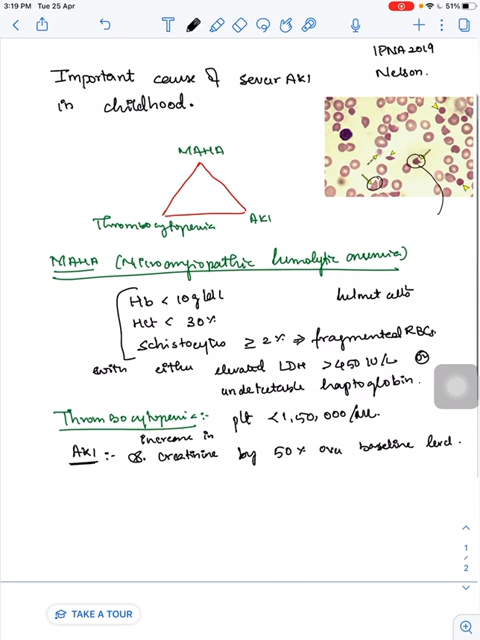 3:19 PM Tue 25 Apr
51%
IPNA 2019
Nelson.
Important cause of sever AKI
in childhood.
MAHA
Thrombocytopenia
AKI
MAHA (Microangiopathic humolytic anemia)
Hb < 10 g/dL
helmet cells
Hct < 30%
Schistocytes ≥ 2% ⇒ fragmented RBCs
with either elevated LDH > 450 IU/L or
undetectable haptoglobin.
Thrombocytopenia:- plt < 1,50,000/
increase in
AKI :- S. creatinine by 50% over baseline level.
1
/
2
TAKE A TOUR